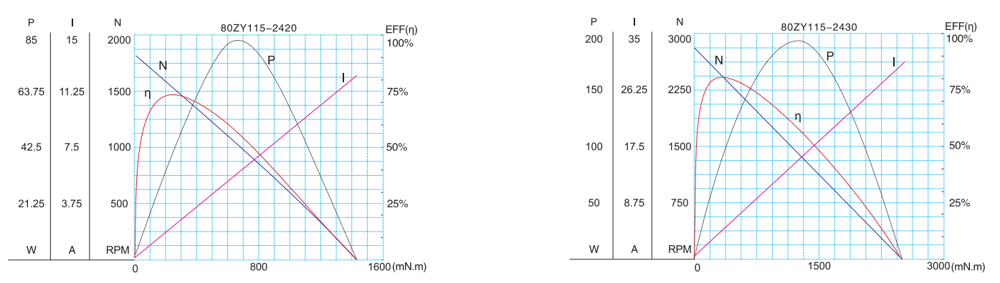 P I N 80ZY115-2420 EFF(η)
85 15 2000 100%
N P I
63.75 11.25 1500 η 75%
42.5 7.5 1000 50%
21.25 3.75 500 25%
W A RPM
0 800 1600(mN.m)
P I N 80ZY115-2430 EFF(η)
200 35 3000 100%
N P I
150 26.25 2250 75%
η
100 17.5 1500 50%
50 8.75 750 25%
W A RPM
0 1500 3000(mN.m)